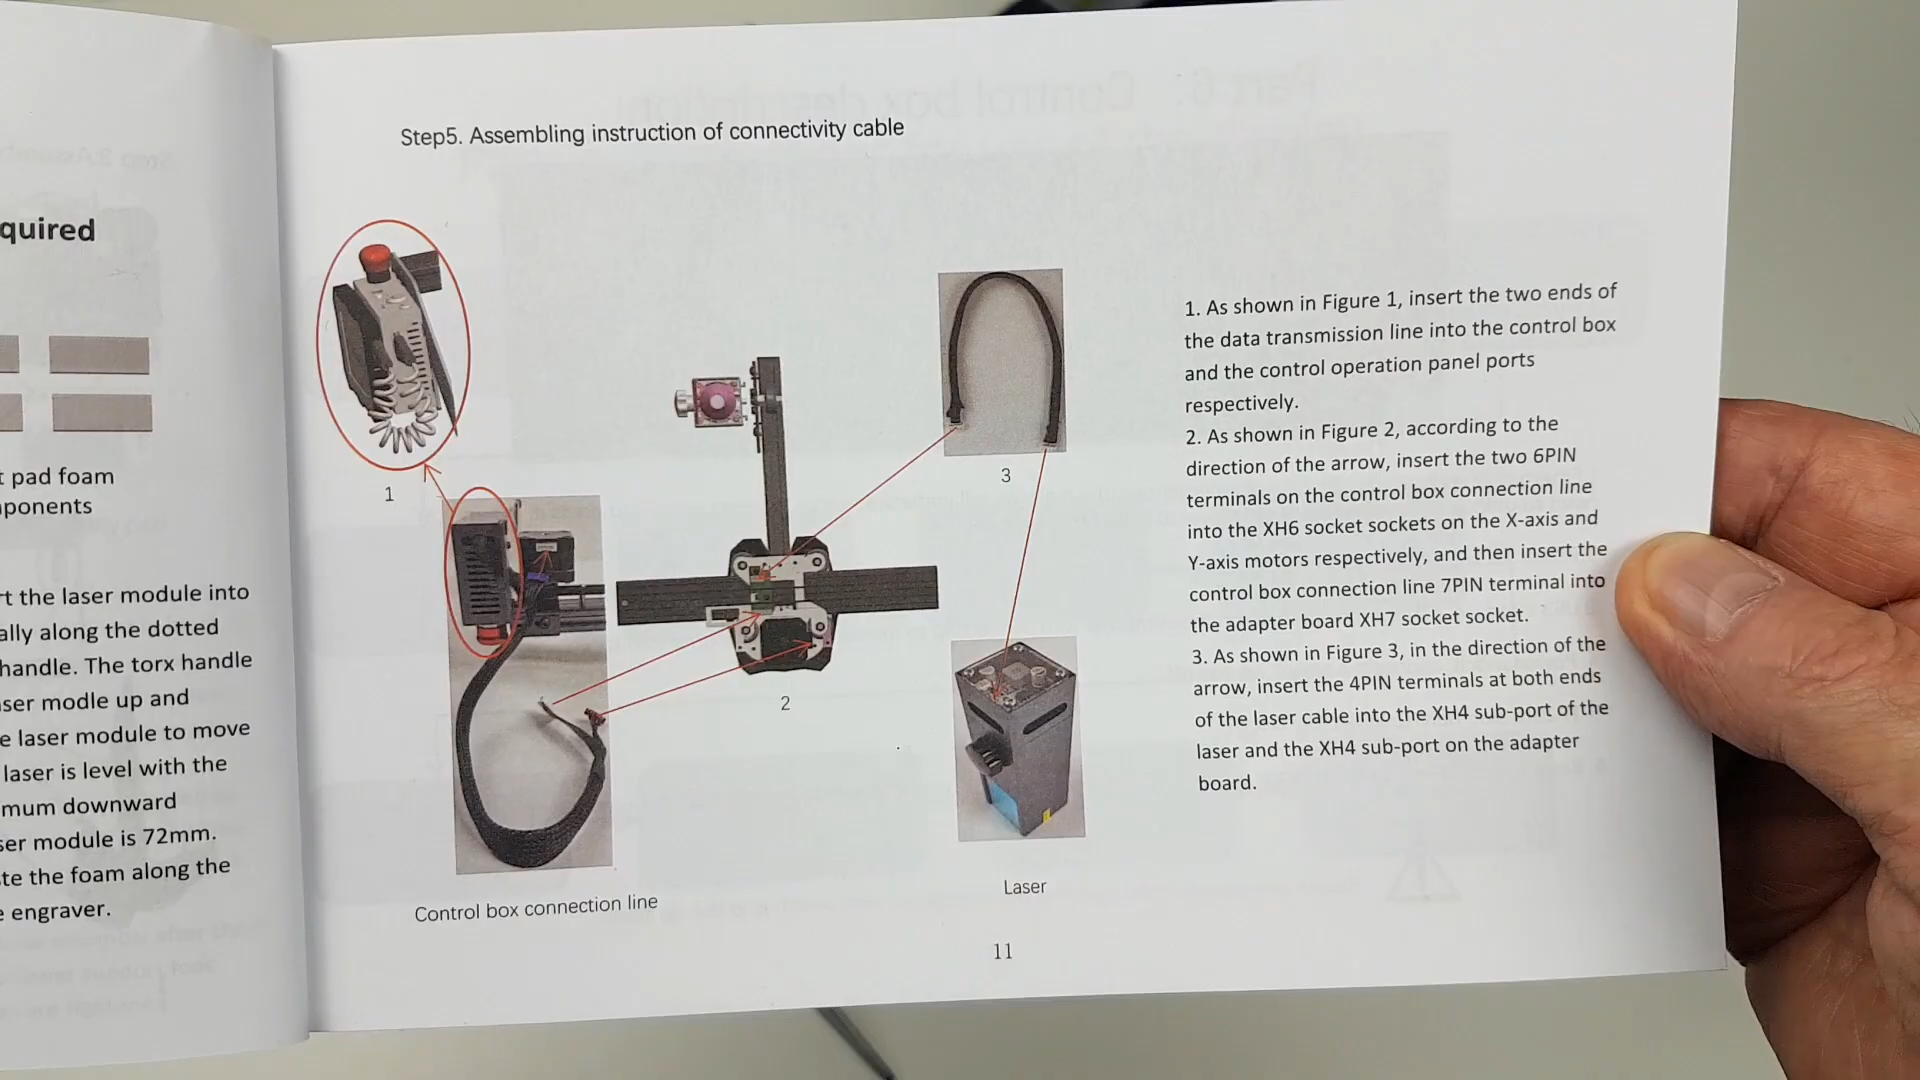 quired
t pad foam
ponents
t the laser module into
ally along the dotted
handle. The torx handle
ser modle up and
e laser module to move
laser is level with the
mum downward
ser module is 72mm.
te the foam along the
e engraver.
Step5. Assembling instruction of connectivity cable
1
2
3
Control box connection line
Laser
1. As shown in Figure 1, insert the two ends of
the data transmission line into the control box
and the control operation panel ports
respectively.
2. As shown in Figure 2, according to the
direction of the arrow, insert the two 6PIN
terminals on the control box connection line
into the XH6 socket sockets on the X-axis and
Y-axis motors respectively, and then insert the
control box connection line 7PIN terminal into
the adapter board XH7 socket socket.
3. As shown in Figure 3, in the direction of the
arrow, insert the 4PIN terminals at both ends
of the laser cable into the XH4 sub-port of the
laser and the XH4 sub-port on the adapter
board.
11